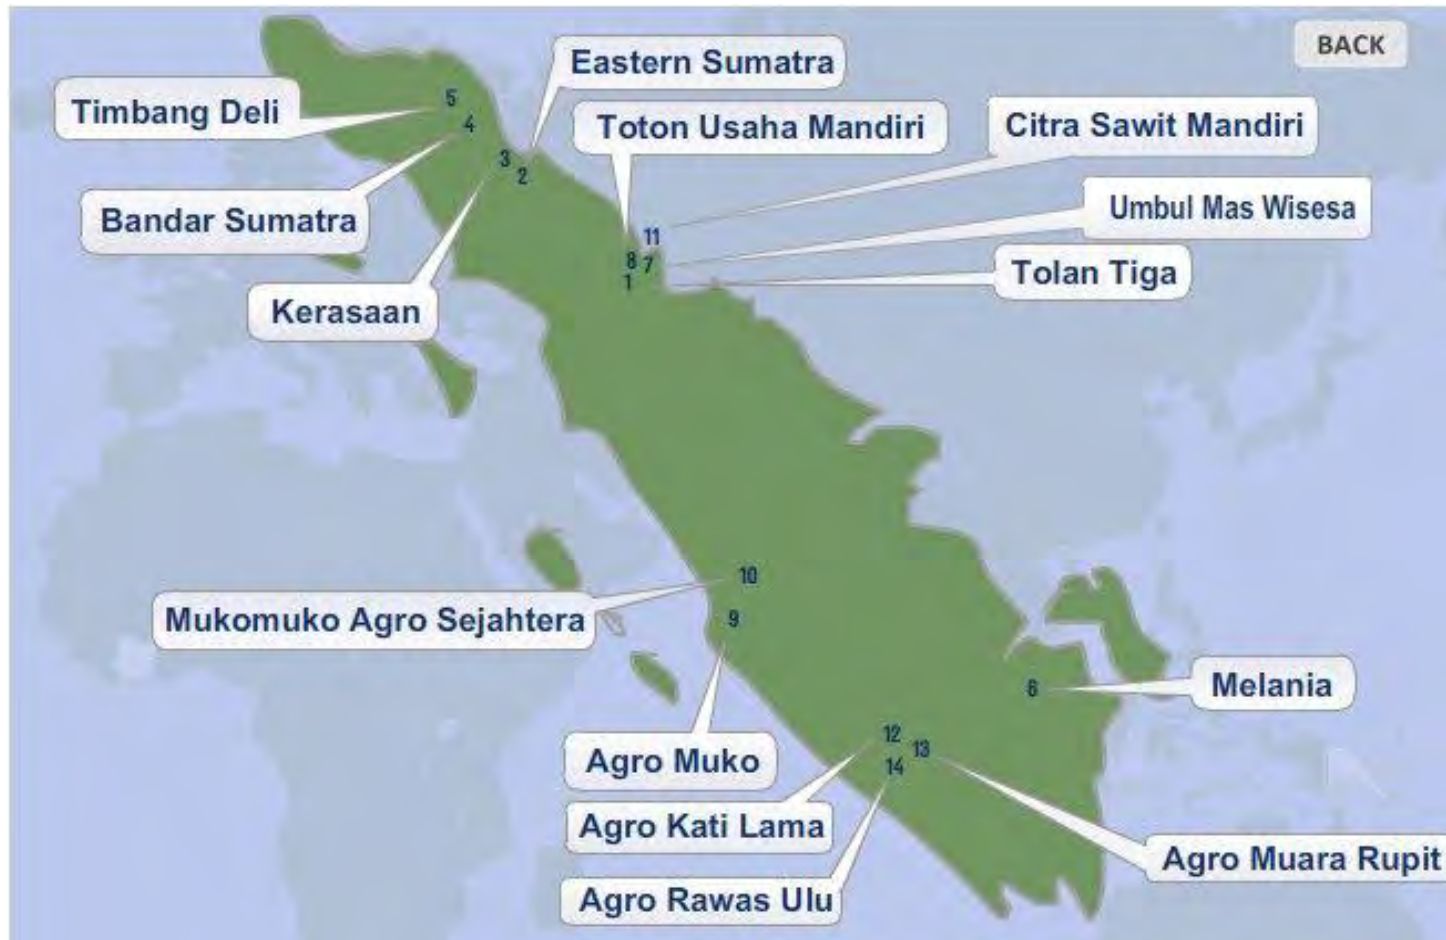 BACK
Eastern Sumatra
Timbang Deli
5
4
Toton Usaha Mandiri
Citra Sawit Mandiri
3
2
Bandar Sumatra
Umbul Mas Wisesa
11
8
7
1
Tolan Tiga
Kerasaan
10
Mukomuko Agro Sejahtera
9
6
Melania
12
13
14
Agro Muko
Agro Kati Lama
Agro Muara Rupit
Agro Rawas Ulu